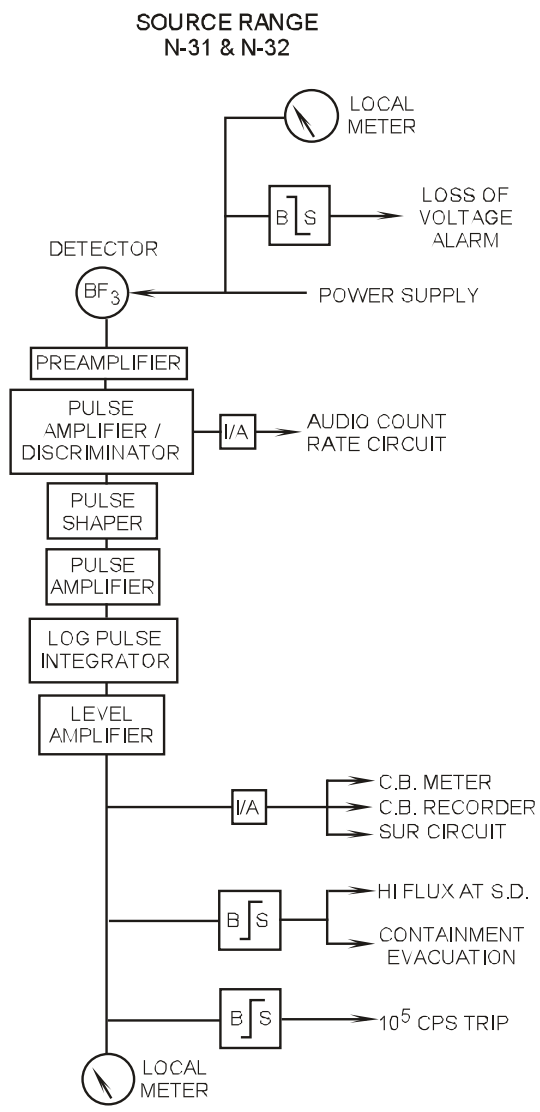 SOURCE RANGE
N-31 & N-32
LOCAL
METER
B S
LOSS OF
VOLTAGE
ALARM
DETECTOR
BF3
POWER SUPPLY
PREAMPLIFIER
PULSE
AMPLIFIER /
DISCRIMINATOR
I/A
AUDIO COUNT
RATE CIRCUIT
PULSE
SHAPER
PULSE
AMPLIFIER
LOG PULSE
INTEGRATOR
LEVEL
AMPLIFIER
I/A
C.B. METER
C.B. RECORDER
SUR CIRCUIT
B S
HI FLUX AT S.D.
CONTAINMENT
EVACUATION
B S
10^5 CPS TRIP
LOCAL
METER